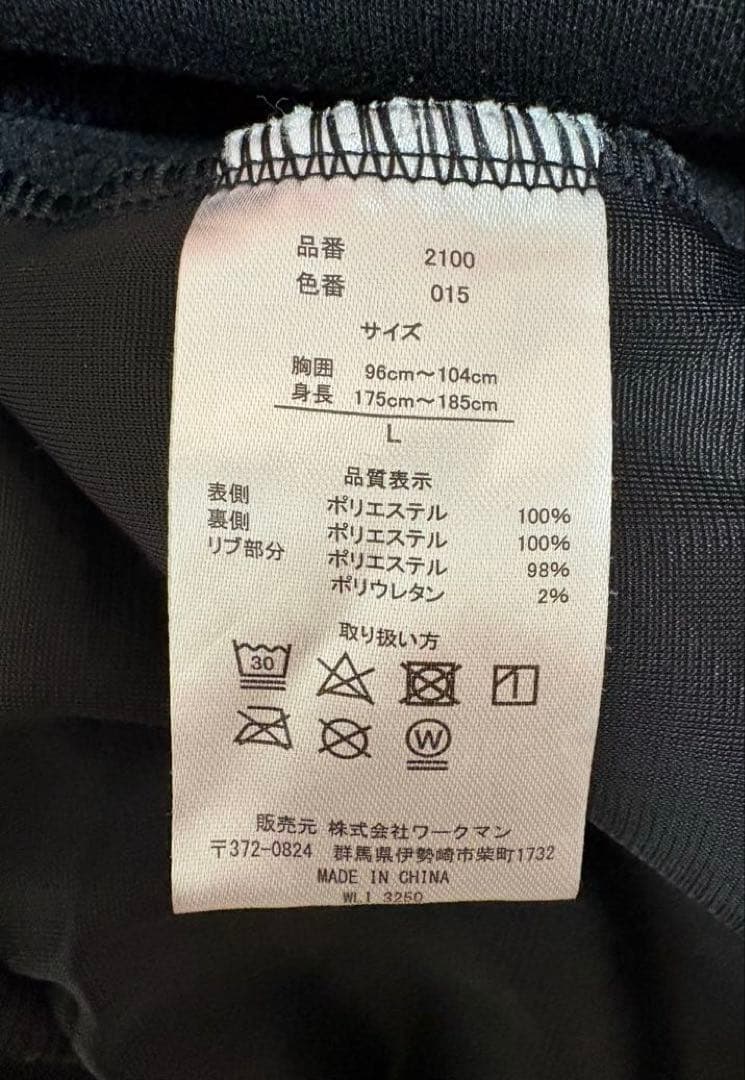 品番 2100
色番 015
サイズ
胸囲 96cm〜104cm
身長 175cm〜185cm
L
品質表示
表側 ポリエステル 100%
裏側 ポリエステル 100%
リブ部分 ポリエステル 98%
ポリウレタン 2%
取り扱い方
30
W
販売元 株式会社ワークマン
〒372-0824 群馬県伊勢崎市柴町1732
MADE IN CHINA
WLI 3250